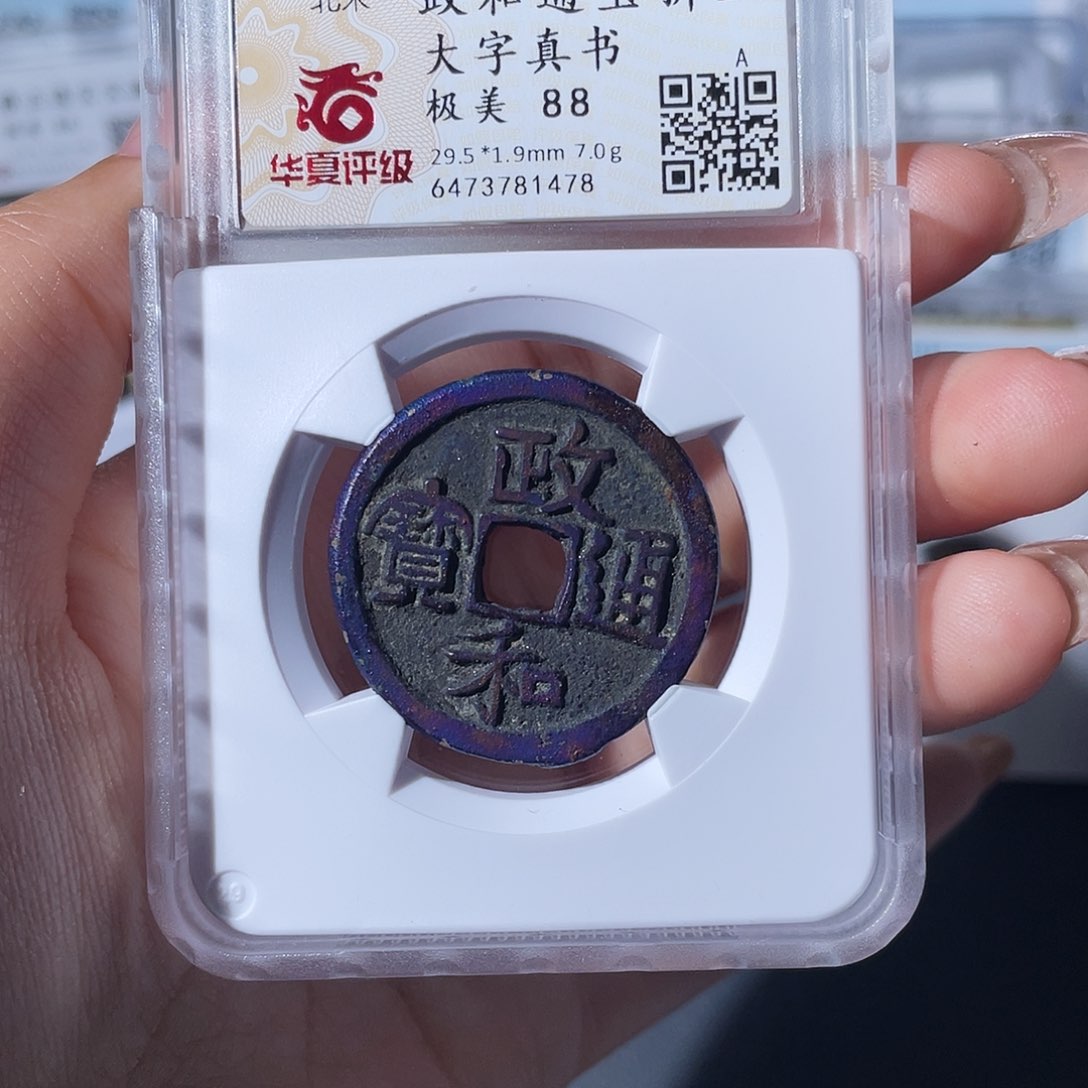 北宋 政和通宝折二
大字真书
A
极美 88
华夏评级
29.5*1.9mm 7.0g
6473781478
政
通
寳
和